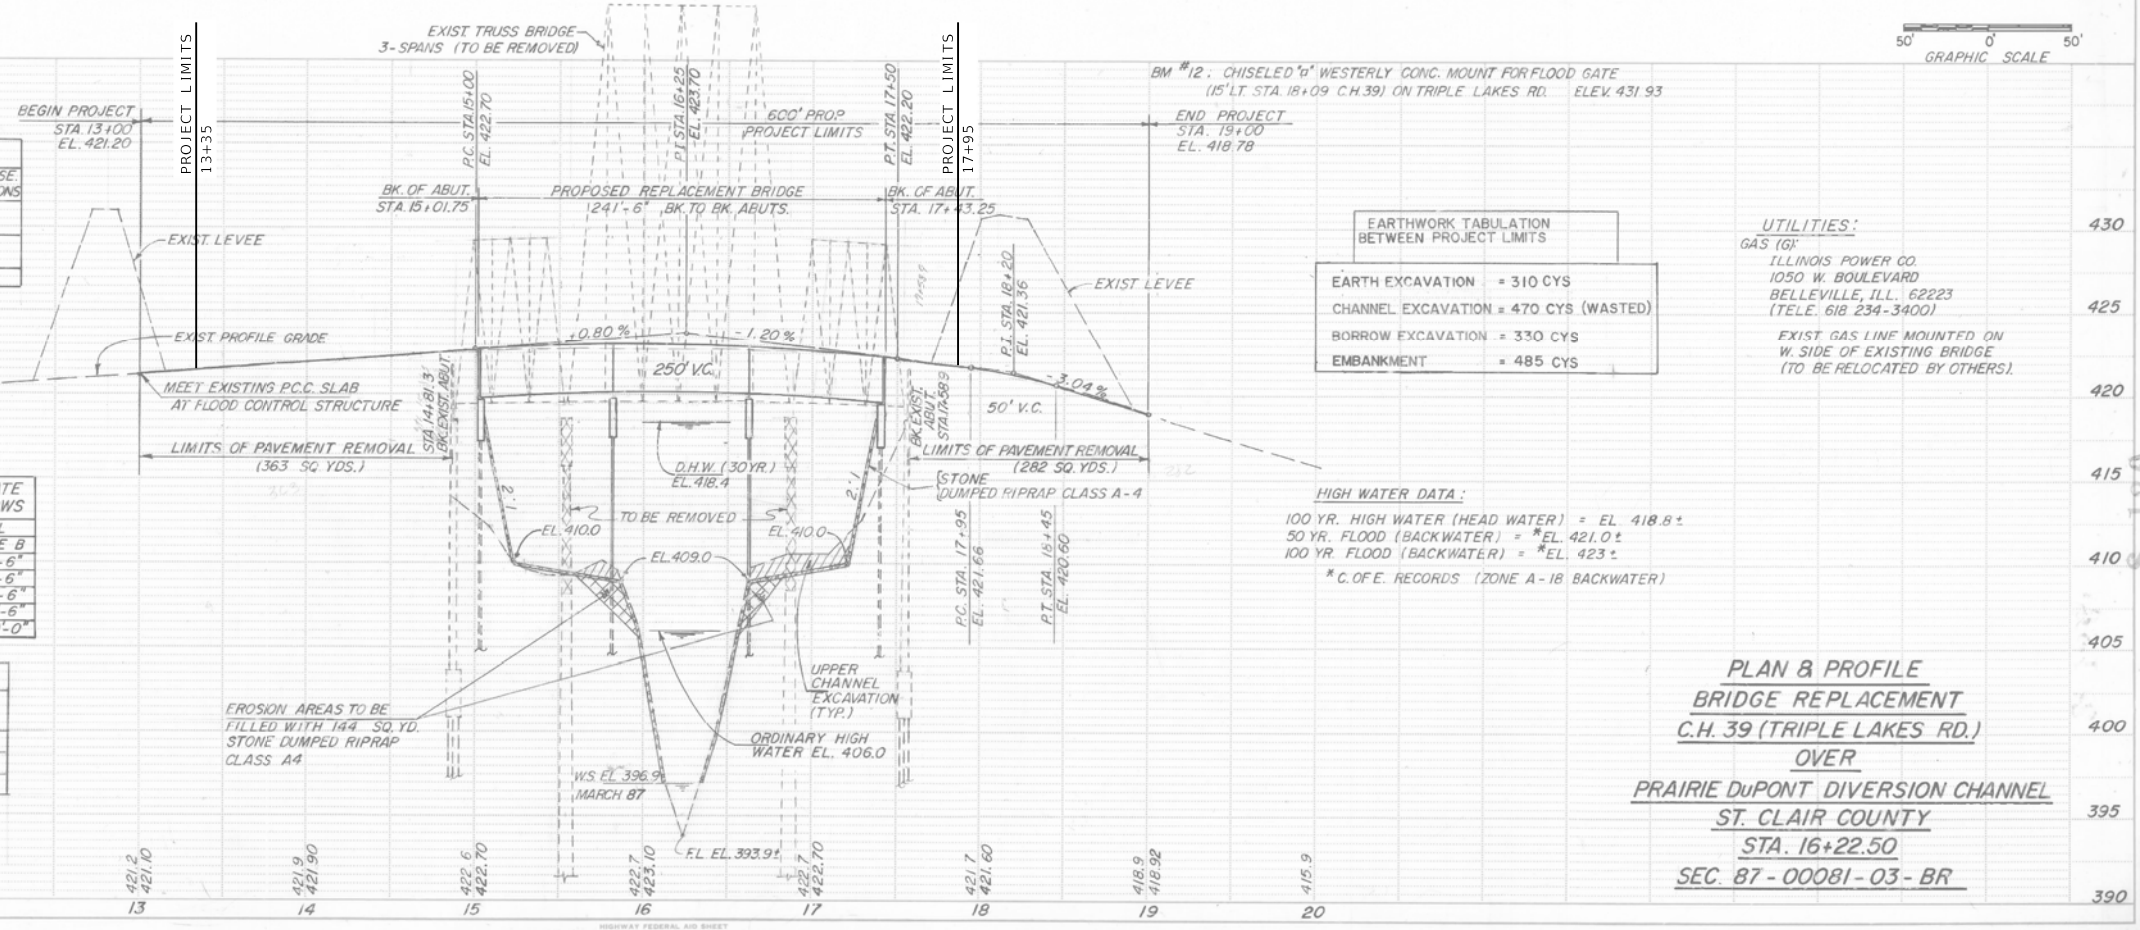 EXIST TRUSS BRIDGE
3-SPANS (TO BE REMOVED)
PROJECT LIMITS
13+35
PROJECT LIMITS
17+95
50' 0' 50'
GRAPHIC SCALE
BM #12: CHISELED "□" WESTERLY CONC. MOUNT FOR FLOOD GATE
(15' LT. STA. 18+09 C.H.39) ON TRIPLE LAKES RD. ELEV. 431.93
BEGIN PROJECT
STA. 13+00
EL. 421.20
P.C. STA. 15+00
EL. 422.70
P.I. STA. 16+25
EL. 423.70
P.T. STA. 17+50
EL. 422.20
600' PROP.
PROJECT LIMITS
END PROJECT
STA. 19+00
EL. 418.78
SE.
ONS
BK. OF ABUT.
STA. 15+01.75
PROPOSED REPLACEMENT BRIDGE
241'-6" BK. TO BK. ABUTS.
BK. OF ABUT.
STA. 17+43.25
EXIST. LEVEE
EXIST. PROFILE GRADE
+0.80%
-1.20%
250' V.C.
P.I. STA. 18+20
EL. 421.36
EXIST LEVEE
-3.04%
50' V.C.
EARTHWORK TABULATION
BETWEEN PROJECT LIMITS
EARTH EXCAVATION = 310 CYS
CHANNEL EXCAVATION = 470 CYS (WASTED)
BORROW EXCAVATION = 330 CYS
EMBANKMENT = 485 CYS
UTILITIES:
GAS (G):
ILLINOIS POWER CO.
1050 W. BOULEVARD
BELLEVILLE, ILL. 62223
(TELE. 618 234-3400)
EXIST GAS LINE MOUNTED ON
W. SIDE OF EXISTING BRIDGE
(TO BE RELOCATED BY OTHERS).
430
425
420
415
410
405
400
395
390
MEET EXISTING P.C.C. SLAB
AT FLOOD CONTROL STRUCTURE
STA. 14+81.3
BK. EXIST. ABUT.
BK. EXIST.
ABUT.
STA. 17+58.9
LIMITS OF PAVEMENT REMOVAL
(363 SQ YDS.)
LIMITS OF PAVEMENT REMOVAL
(282 SQ. YDS.)
D.H.W. (30 YR.)
EL. 418.4
STONE
DUMPED RIPRAP CLASS A-4
2:1
2:1
TO BE REMOVED
EL. 410.0
EL. 410.0
EL. 409.0
HIGH WATER DATA:
100 YR. HIGH WATER (HEAD WATER) = EL. 418.8±
50 YR. FLOOD (BACKWATER) = *EL. 421.0±
100 YR. FLOOD (BACKWATER) = *EL. 423±
*C. OF E. RECORDS (ZONE A-18 BACKWATER)
P.C. STA. 17+95
EL. 421.66
P.T. STA. 18+45
EL. 420.60
TE
WS
L
E B
-6"
-6"
-6"
-6"
'-0"
UPPER
CHANNEL
EXCAVATION
(TYP.)
EROSION AREAS TO BE
FILLED WITH 144 SQ. YD.
STONE DUMPED RIPRAP
CLASS A4
ORDINARY HIGH
WATER EL. 406.0
W.S. EL. 396.9
MARCH 87
F.L. EL. 393.9±
PLAN & PROFILE
BRIDGE REPLACEMENT
C.H. 39 (TRIPLE LAKES RD.)
OVER
PRAIRIE DuPONT DIVERSION CHANNEL
ST. CLAIR COUNTY
STA. 16+22.50
SEC. 87-00081-03-BR
421.2
421.10
421.9
421.90
422.6
422.70
422.7
423.10
422.7
422.70
421.7
421.60
418.9
418.92
415.9
13 14 15 16 17 18 19 20
HIGHWAY FEDERAL AID SHEET